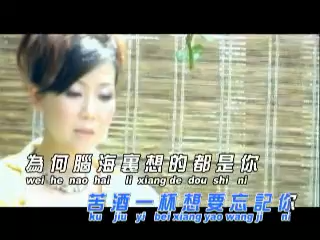 為何腦海裏想的都是你
wei he nao hai li xiang de dou shi ni
苦酒一杯想要忘記你
ku jiu yi bei xiang yao wang ji ni